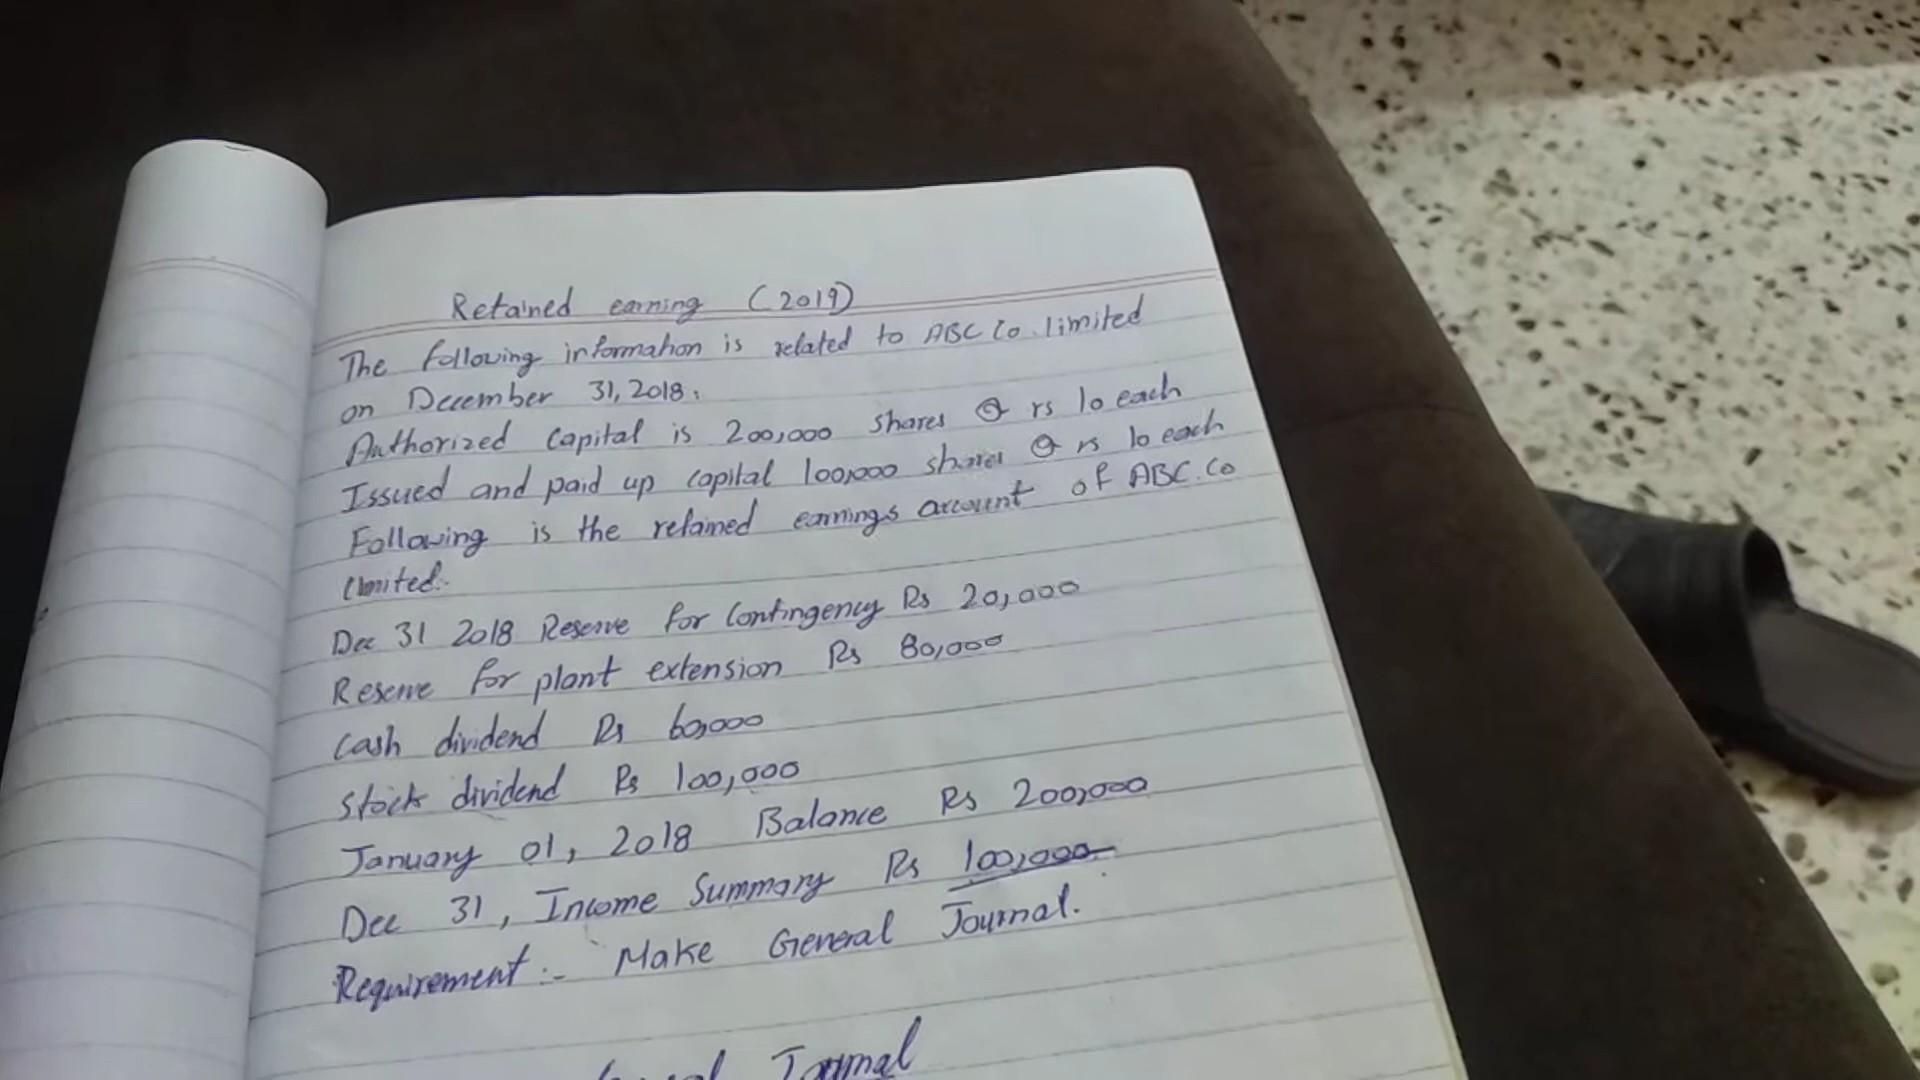 Retained earning (2019)
The following information is related to ABC Co. limited
on December 31, 2018:
Authorized Capital is 200,000 shares @ rs 10 each
Issued and paid up capital 100,000 shares @ rs 10 each
Following is the retained earnings account of ABC. Co
limited.
Dec 31 2018 Reserve for Contingency Rs 20,000
Reserve for plant extension Rs 80,000
Cash dividend Rs 60,000
Stock dividend Rs 100,000
January 01, 2018 Balance Rs 200,000
Dec 31, Income Summary Rs 100,000
Requirement:- Make General Journal.
Journal